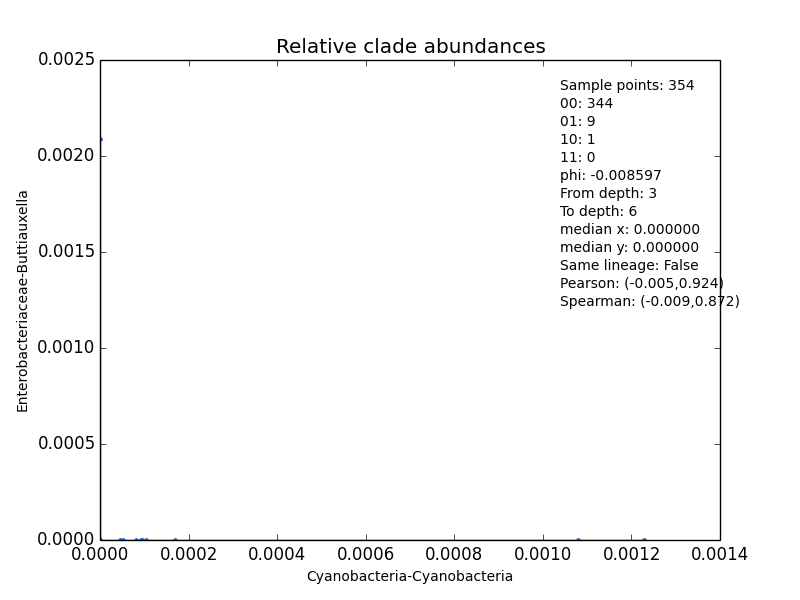 Relative clade abundances
0.0025
0.0020
0.0015
0.0010
0.0005
0.0000
Enterobacteriaceae-Buttiauxella
Sample points: 354
00: 344
01: 9
10: 1
11: 0
phi: -0.008597
From depth: 3
To depth: 6
median x: 0.000000
median y: 0.000000
Same lineage: False
Pearson: (-0.005,0.924)
Spearman: (-0.009,0.872)
0.0000 0.0002 0.0004 0.0006 0.0008 0.0010 0.0012 0.0014
Cyanobacteria-Cyanobacteria